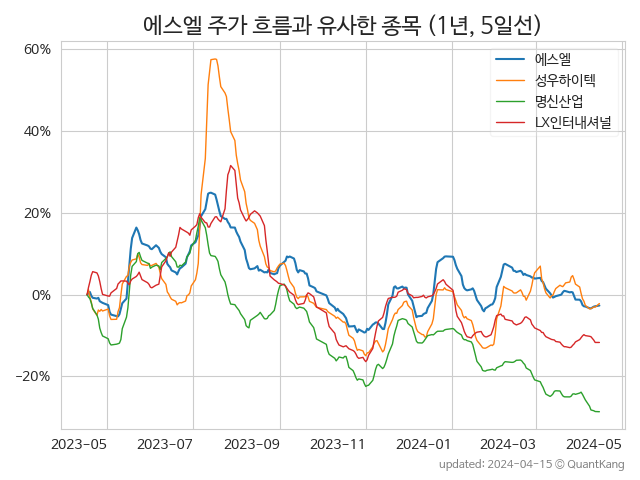 에스엘 주가 흐름과 유사한 종목 (1년, 5일선)
에스엘
성우하이텍
명신산업
LX인터내셔널
60%
40%
20%
0%
−20%
2023-05 2023-07 2023-09 2023-11 2024-01 2024-03 2024-05
updated: 2024-04-15 © QuantKang